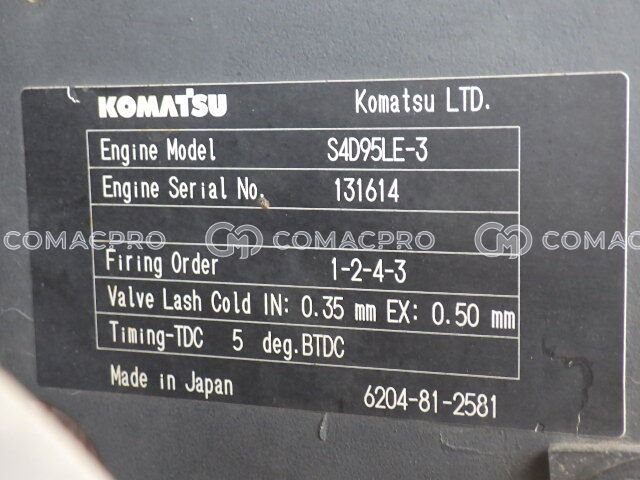 KOMATSU Komatsu LTD.
Engine Model S4D95LE-3
Engine Serial No. 131614
COMACPRO COMACPRO COMACPRO
Firing Order 1-2-4-3
Valve Lash Cold IN: 0.35 mm EX: 0.50 mm
Timing-TDC 5 deg.BTDC
Made in Japan 6204-81-2581